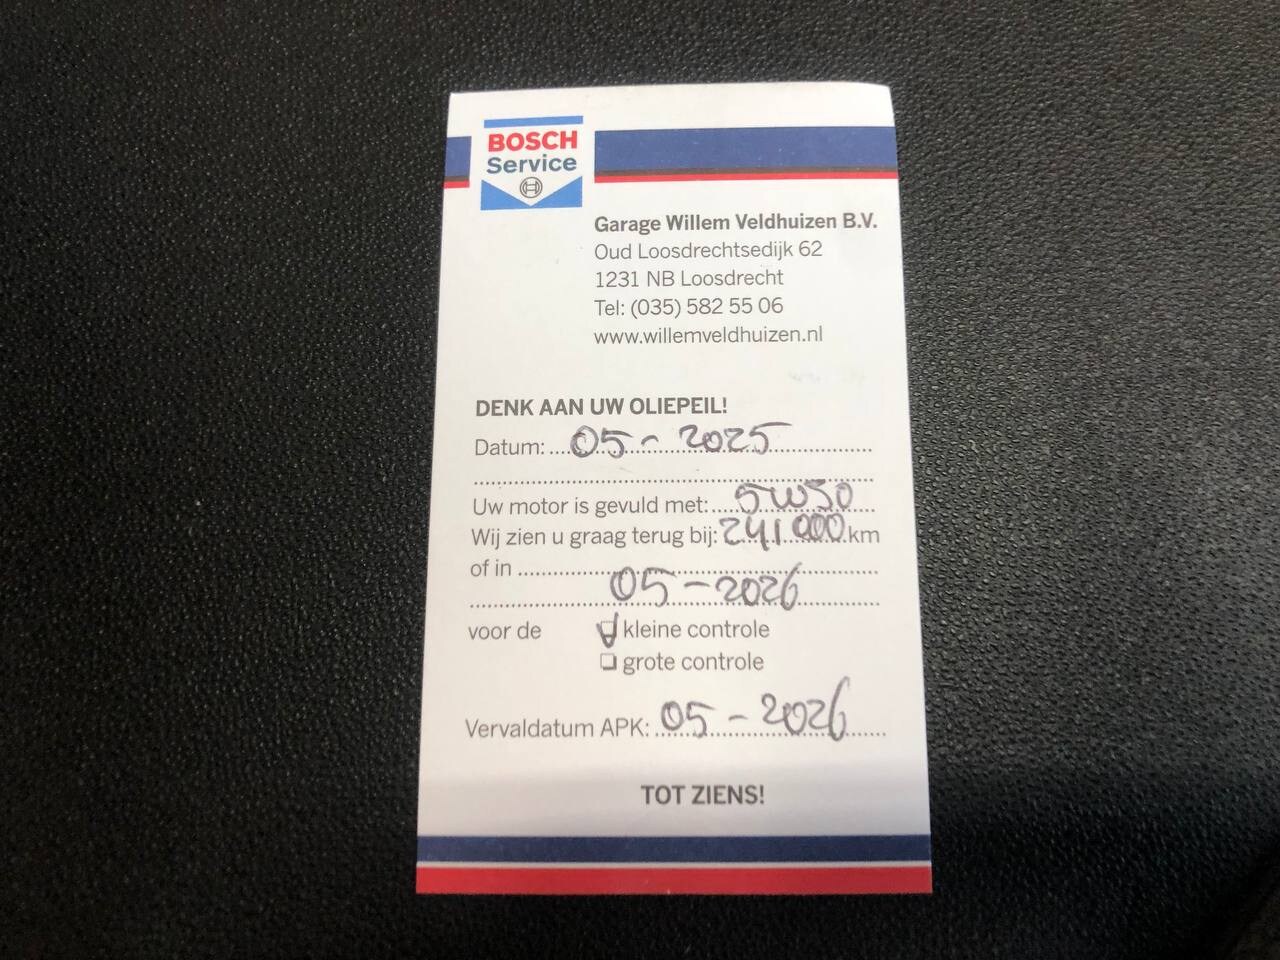 BOSCH
Service
Garage Willem Veldhuizen B.V.
Oud Loosdrechtsedijk 62
1231 NB Loosdrecht
Tel: (035) 582 55 06
www.willemveldhuizen.nl
DENK AAN UW OLIEPEIL!
Datum: 05 - 2025
Uw motor is gevuld met: 5W30
Wij zien u graag terug bij: 241.000 km
of in
05 - 2026
voor de kleine controle
grote controle
Vervaldatum APK: 05 - 2026
TOT ZIENS!